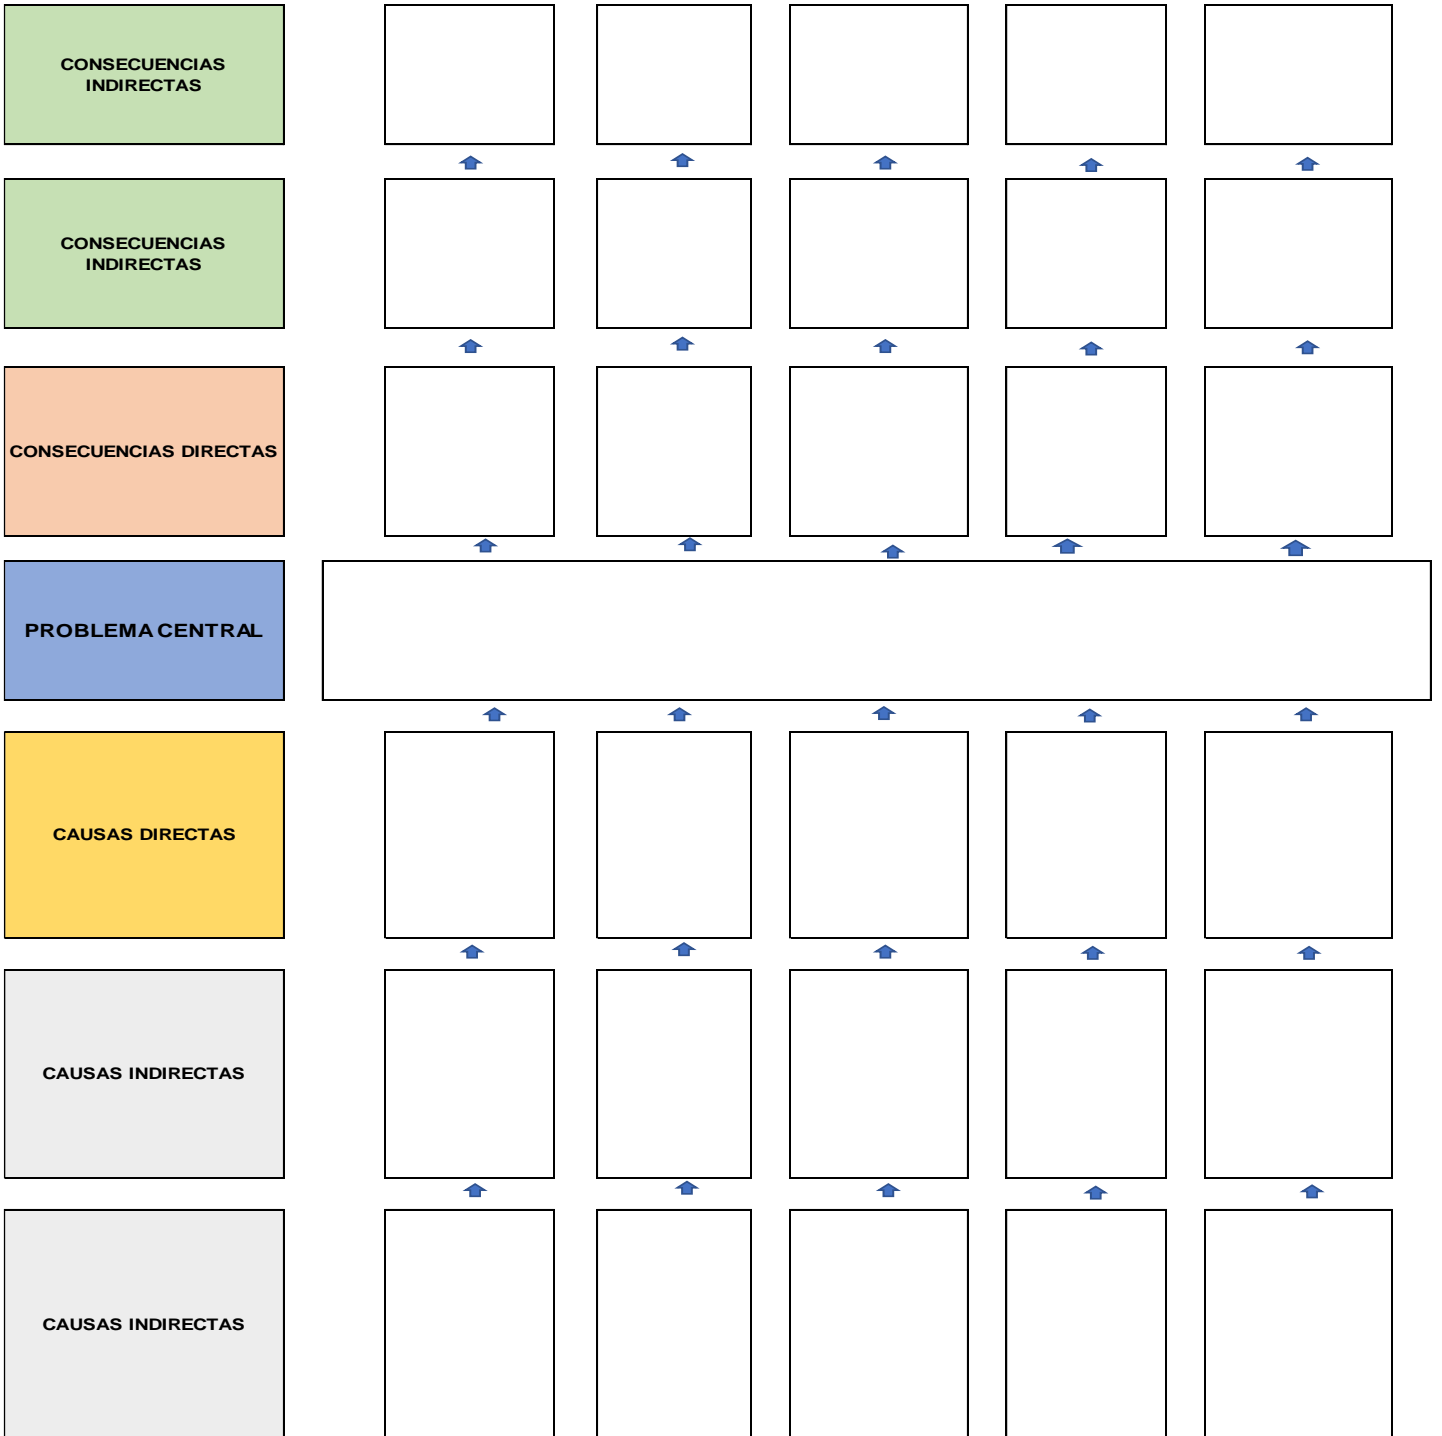 CONSECUENCIAS
INDIRECTAS
CONSECUENCIAS
INDIRECTAS
CONSECUENCIAS DIRECTAS
PROBLEMA CENTRAL
CAUSAS DIRECTAS
CAUSAS INDIRECTAS
CAUSAS INDIRECTAS